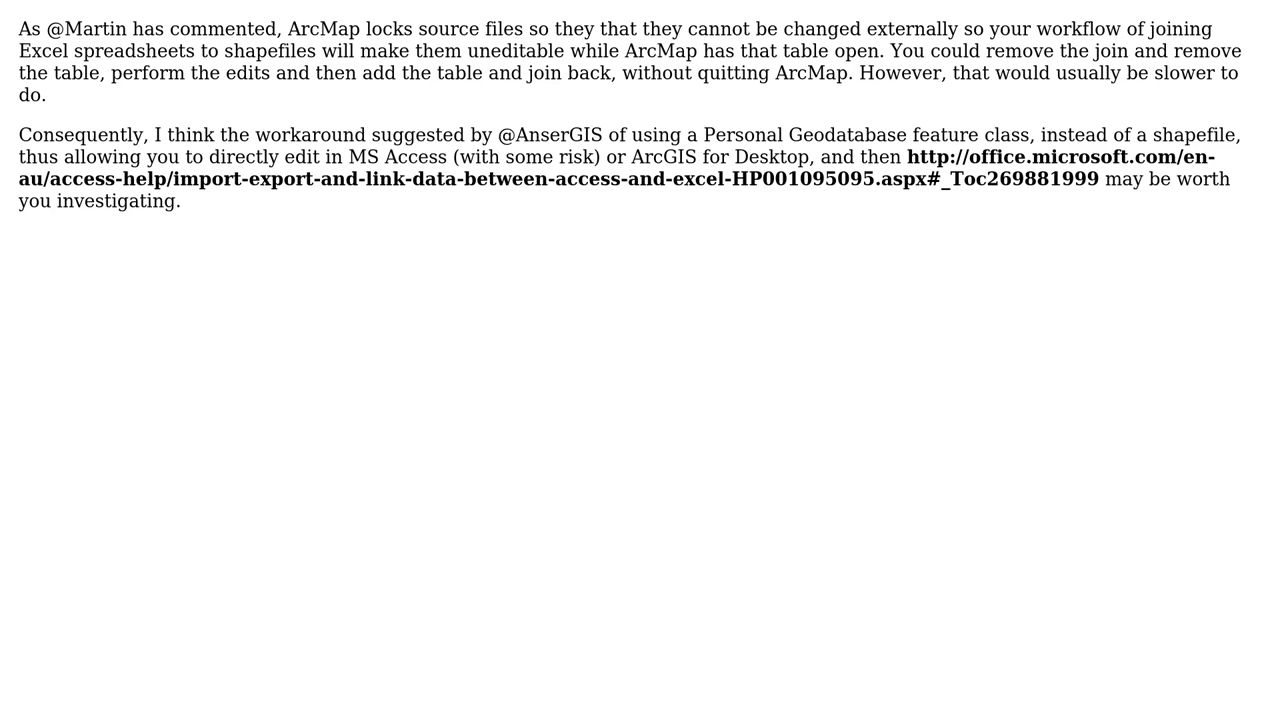 As @Martin has commented, ArcMap locks source files so they that they cannot be changed externally so your workflow of joining
Excel spreadsheets to shapefiles will make them uneditable while ArcMap has that table open. You could remove the join and remove
the table, perform the edits and then add the table and join back, without quitting ArcMap. However, that would usually be slower to
do.
Consequently, I think the workaround suggested by @AnserGIS of using a Personal Geodatabase feature class, instead of a shapefile,
thus allowing you to directly edit in MS Access (with some risk) or ArcGIS for Desktop, and then http://office.microsoft.com/en-
au/access-help/import-export-and-link-data-between-access-and-excel-HP001095095.aspx#_Toc269881999 may be worth
you investigating.